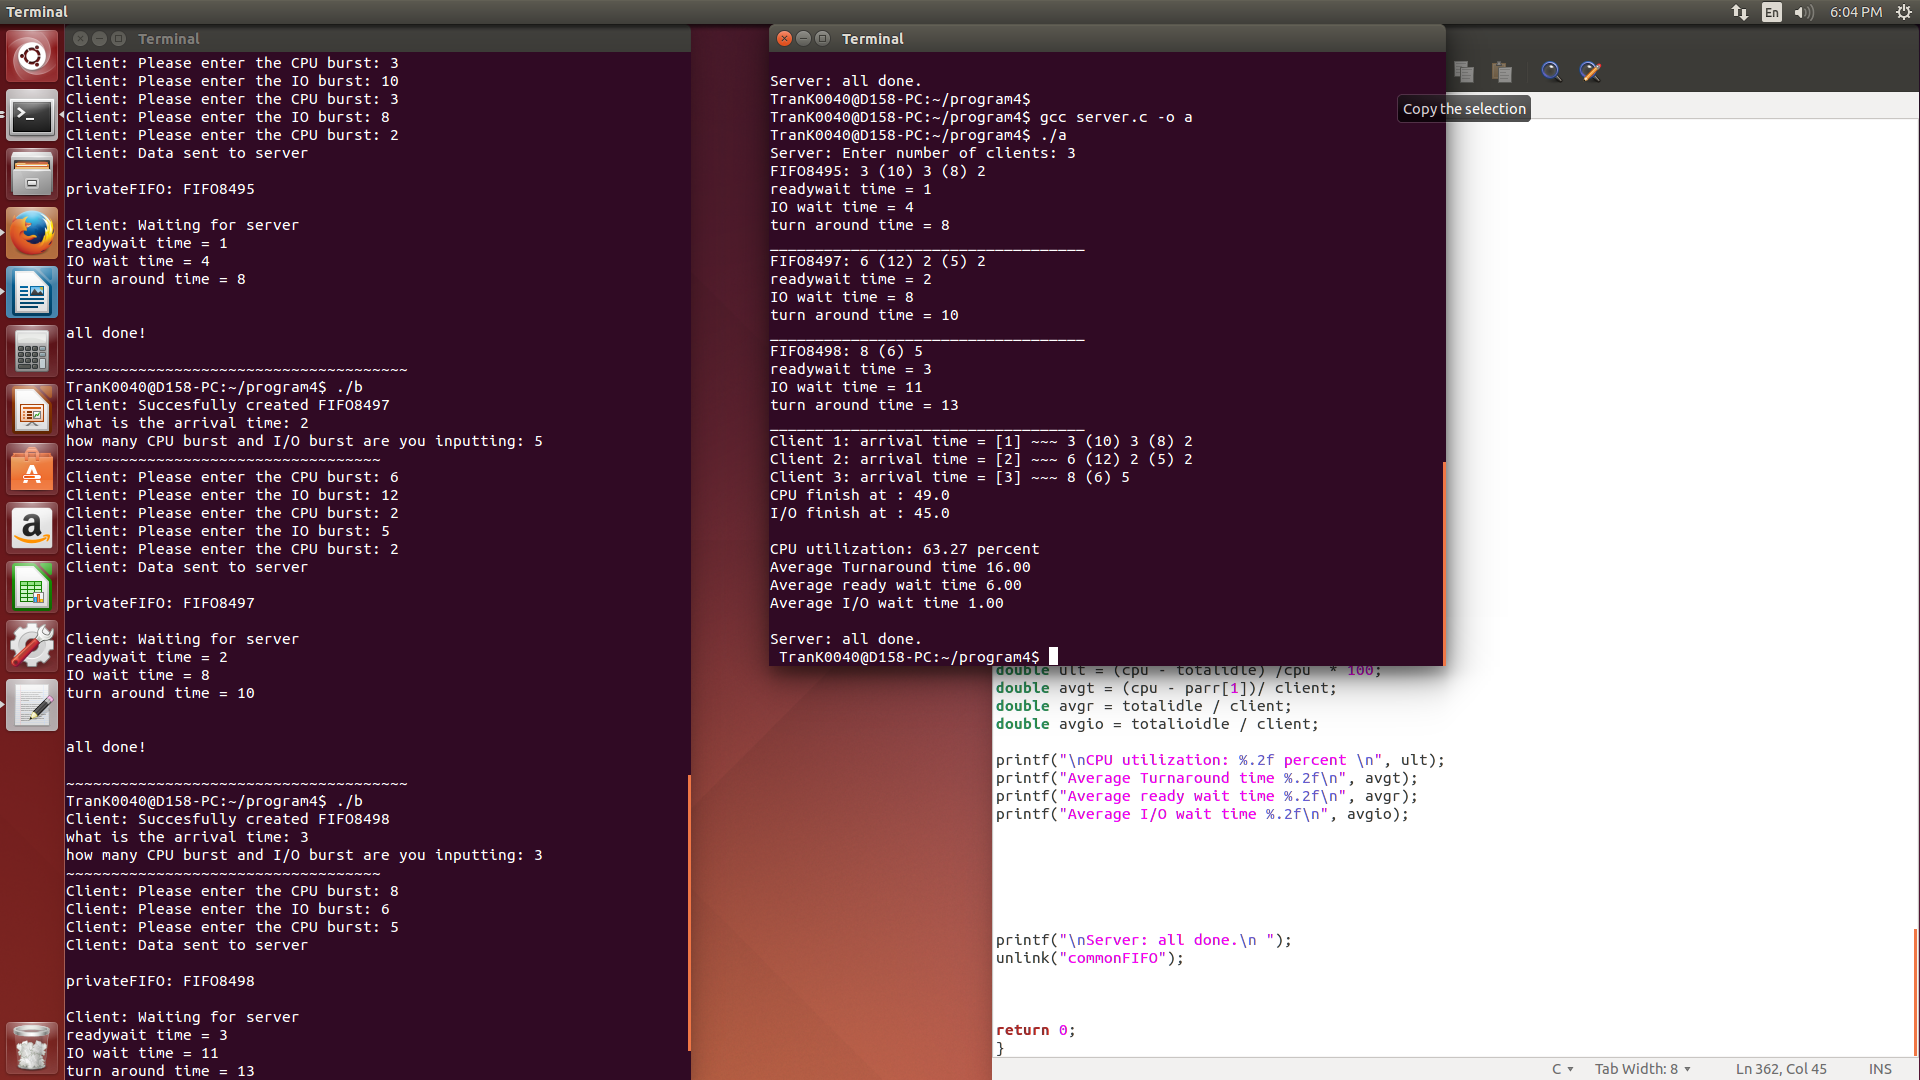 Terminal
En
6:04 PM
Terminal
Client: Please enter the CPU burst: 3
Client: Please enter the IO burst: 10
Client: Please enter the CPU burst: 3
Client: Please enter the IO burst: 8
Client: Please enter the CPU burst: 2
Client: Data sent to server
privateFIFO: FIFO8495
Client: Waiting for server
readywait time = 1
IO wait time = 4
turn around time = 8
all done!
~~~~~~~~~~~~~~~~~~~~~~~~~~~~~~~~~~~~~~
TranK0040@D158-PC:~/program4$ ./b
Client: Succesfully created FIFO8497
what is the arrival time: 2
how many CPU burst and I/O burst are you inputting: 5
~~~~~~~~~~~~~~~~~~~~~~~~~~~~~~~~~~~
Client: Please enter the CPU burst: 6
Client: Please enter the IO burst: 12
Client: Please enter the CPU burst: 2
Client: Please enter the IO burst: 5
Client: Please enter the CPU burst: 2
Client: Data sent to server
privateFIFO: FIFO8497
Client: Waiting for server
readywait time = 2
IO wait time = 8
turn around time = 10
all done!
~~~~~~~~~~~~~~~~~~~~~~~~~~~~~~~~~~~~~~
TranK0040@D158-PC:~/program4$ ./b
Client: Succesfully created FIFO8498
what is the arrival time: 3
how many CPU burst and I/O burst are you inputting: 3
~~~~~~~~~~~~~~~~~~~~~~~~~~~~~~~~~~~
Client: Please enter the CPU burst: 8
Client: Please enter the IO burst: 6
Client: Please enter the CPU burst: 5
Client: Data sent to server
privateFIFO: FIFO8498
Client: Waiting for server
readywait time = 3
IO wait time = 11
turn around time = 13
Terminal
Server: all done.
TranK0040@D158-PC:~/program4$
TranK0040@D158-PC:~/program4$ gcc server.c -o a
TranK0040@D158-PC:~/program4$ ./a
Server: Enter number of clients: 3
FIFO8495: 3 (10) 3 (8) 2
readywait time = 1
IO wait time = 4
turn around time = 8
___________________________________
FIFO8497: 6 (12) 2 (5) 2
readywait time = 2
IO wait time = 8
turn around time = 10
___________________________________
FIFO8498: 8 (6) 5
readywait time = 3
IO wait time = 11
turn around time = 13
___________________________________
Client 1: arrival time = [1] ~~~ 3 (10) 3 (8) 2
Client 2: arrival time = [2] ~~~ 6 (12) 2 (5) 2
Client 3: arrival time = [3] ~~~ 8 (6) 5
CPU finish at : 49.0
I/O finish at : 45.0
CPU utilization: 63.27 percent
Average Turnaround time 16.00
Average ready wait time 6.00
Average I/O wait time 1.00
Server: all done.
TranK0040@D158-PC:~/program4$
Copy the selection
double ult = (cpu - totalidle) /cpu  * 100;
double avgt = (cpu - parr[1])/ client;
double avgr = totalidle / client;
double avgio = totalioidle / client;
printf("\nCPU utilization: %.2f percent \n", ult);
printf("Average Turnaround time %.2f\n", avgt);
printf("Average ready wait time %.2f\n", avgr);
printf("Average I/O wait time %.2f\n", avgio);
printf("\nServer: all done.\n ");
unlink("commonFIFO");
return 0;
}
C
Tab Width: 8
Ln 362, Col 45
INS